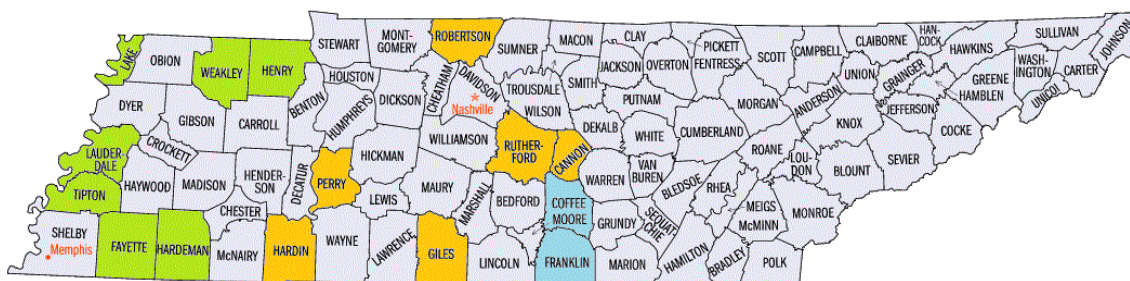 STEWART
MONT-
GOMERY
ROBERTSON
SUMNER
MACON
CLAY
PICKETT
FENTRESS
SCOTT
CAMPBELL
CLAIBORNE
HAN-
COCK
HAWKINS
SULLIVAN
JOHNSON
LAKE
OBION
WEAKLEY
HENRY
HOUSTON
CHEATHAM
DAVIDSON
Nashville
TROUSDALE
WILSON
SMITH
JACKSON
OVERTON
UNION
GRAINGER
GREENE
HAMBLEN
WASH-
INGTON
UNICOI
CARTER
DYER
GIBSON
CARROLL
BENTON
HUMPHREYS
DICKSON
PUTNAM
MORGAN
ANDERSON
KNOX
JEFFERSON
COCKE
LAUDER-
DALE
CROCKETT
WILLIAMSON
RUTHER-
FORD
CANNON
DEKALB
WHITE
CUMBERLAND
ROANE
LOU-
DON
BLOUNT
SEVIER
TIPTON
HAYWOOD
MADISON
HENDER-
SON
DECATUR
PERRY
HICKMAN
LEWIS
MAURY
MARSHALL
BEDFORD
COFFEE
MOORE
WARREN
VAN
BUREN
BLEDSOE
RHEA
MEIGS
McMINN
MONROE
SHELBY
Memphis
FAYETTE
HARDEMAN
CHESTER
McNAIRY
HARDIN
WAYNE
LAWRENCE
GILES
LINCOLN
FRANKLIN
GRUNDY
MARION
SEQUAT-
CHIE
HAMILTON
BRADLEY
POLK